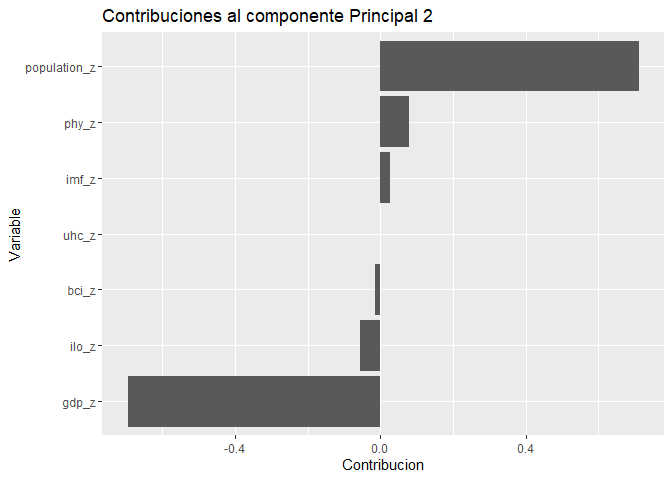 Contribuciones al componente Principal 2
population_z
phy_z
imf_z
uhc_z
bci_z
ilo_z
gdp_z
Variable
-0.4
0.0
0.4
Contribucion